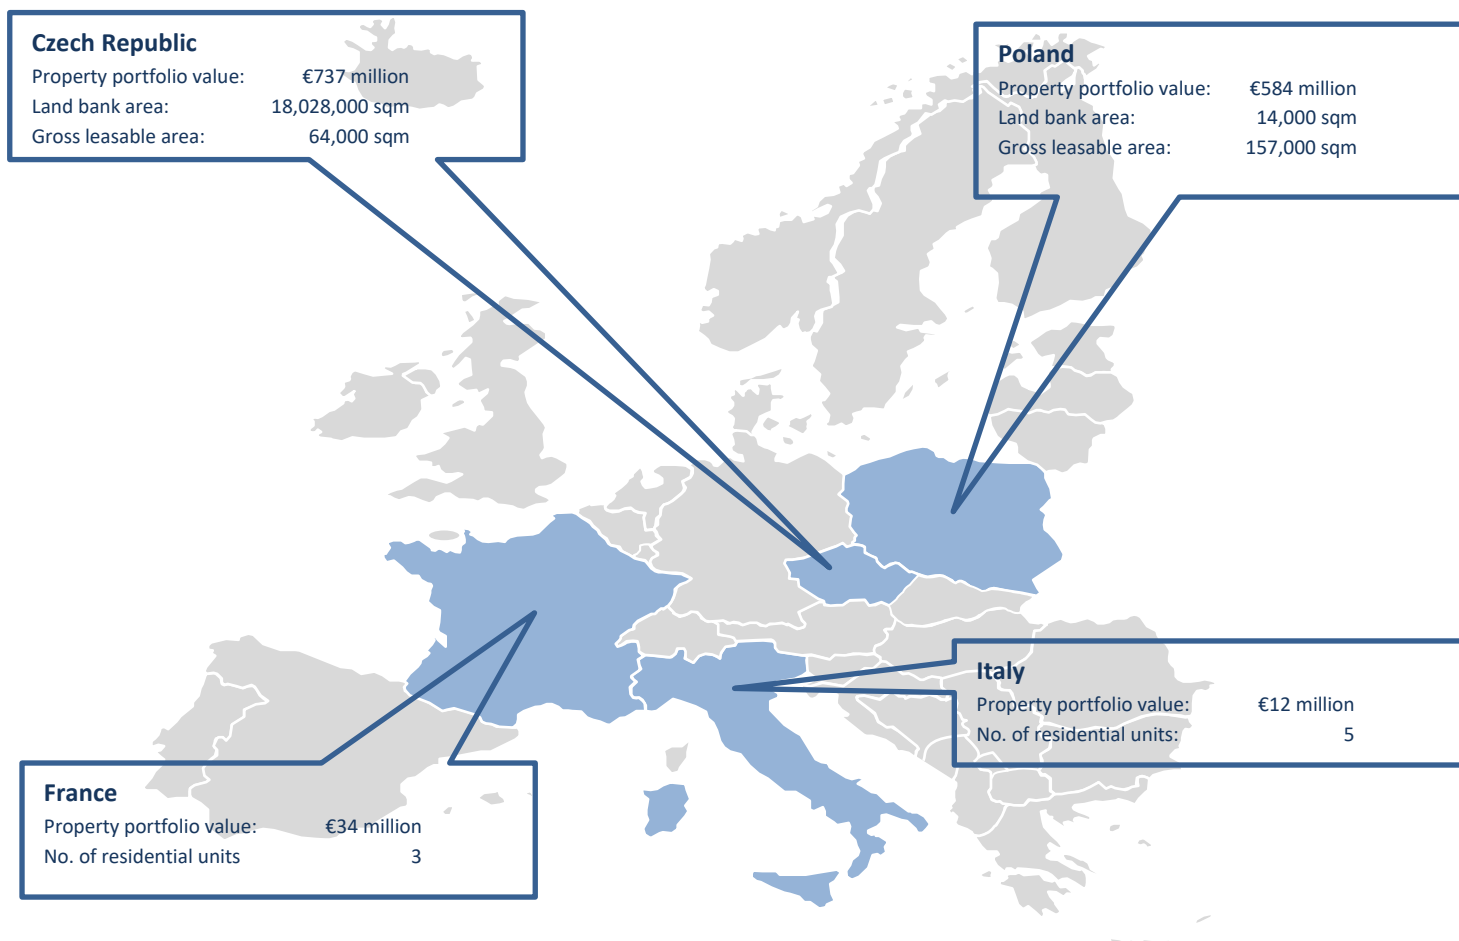 Czech Republic
Property portfolio value: €737 million
Land bank area: 18,028,000 sqm
Gross leasable area: 64,000 sqm
Poland
Property portfolio value: €584 million
Land bank area: 14,000 sqm
Gross leasable area: 157,000 sqm
Italy
Property portfolio value: €12 million
No. of residential units: 5
France
Property portfolio value: €34 million
No. of residential units 3